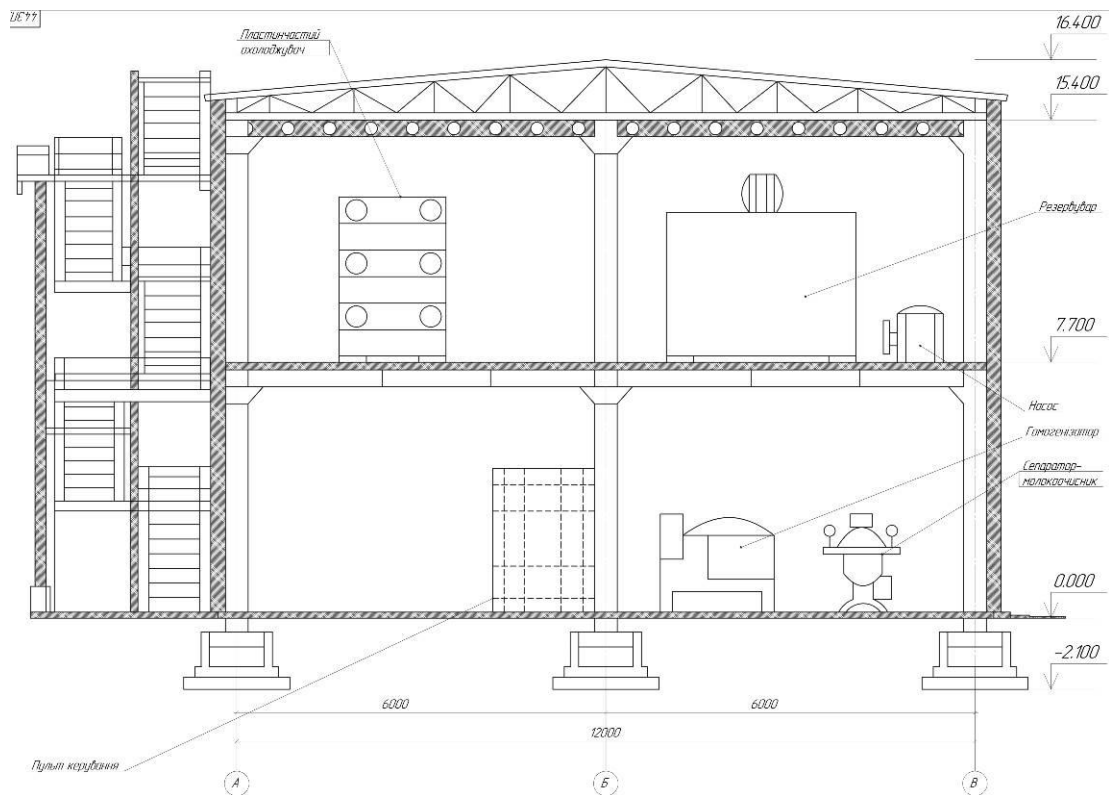 Пластинчастий
охолоджувач
16.400
15.400
Резервувар
7.700
Насос
Гомогенізатор
Сепаратор-
молокоочисник
0.000
-2.100
6000
6000
12000
Пульт керування
А
Б
В